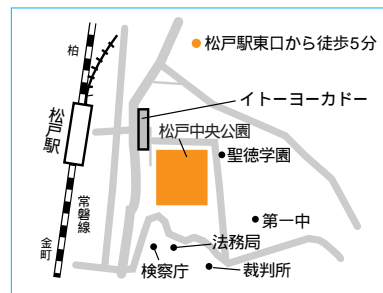 ●松戸駅東口から徒歩5分
柏
イトーヨーカドー
松戸駅
松戸中央公園
聖徳学園
常磐線
第一中
金町
法務局
検察庁
裁判所